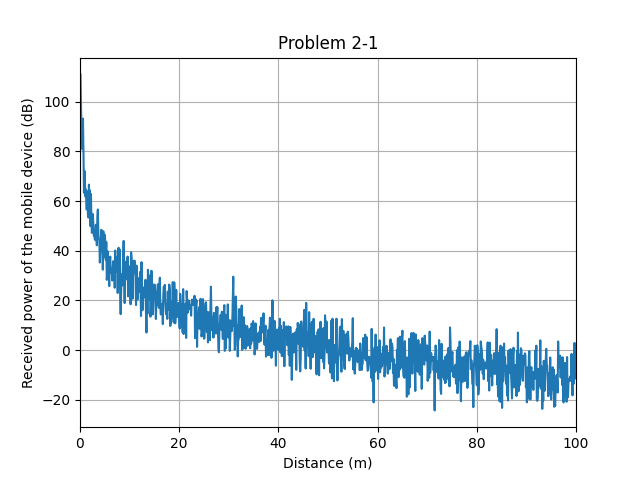 Problem 2-1
Received power of the mobile device (dB)
100
80
60
40
20
0
−20
0 20 40 60 80 100
Distance (m)